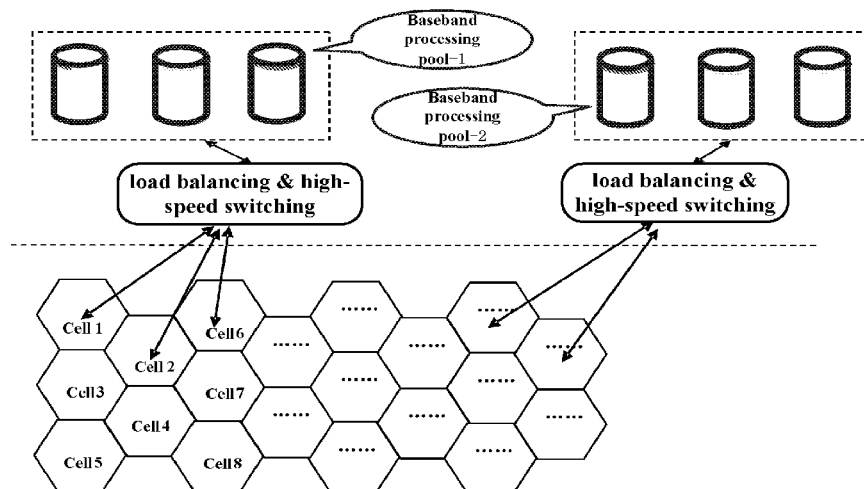 Baseband
processing
pool-1
Baseband
processing
pool-2
load balancing & high-
speed switching
load balancing &
high-speed switching
Cell 1
Cell 2
Cell6
......
......
......
......
......
Cell3
Cell7
......
......
......
Cell4
......
......
......
Cell5
Cell8
......
......